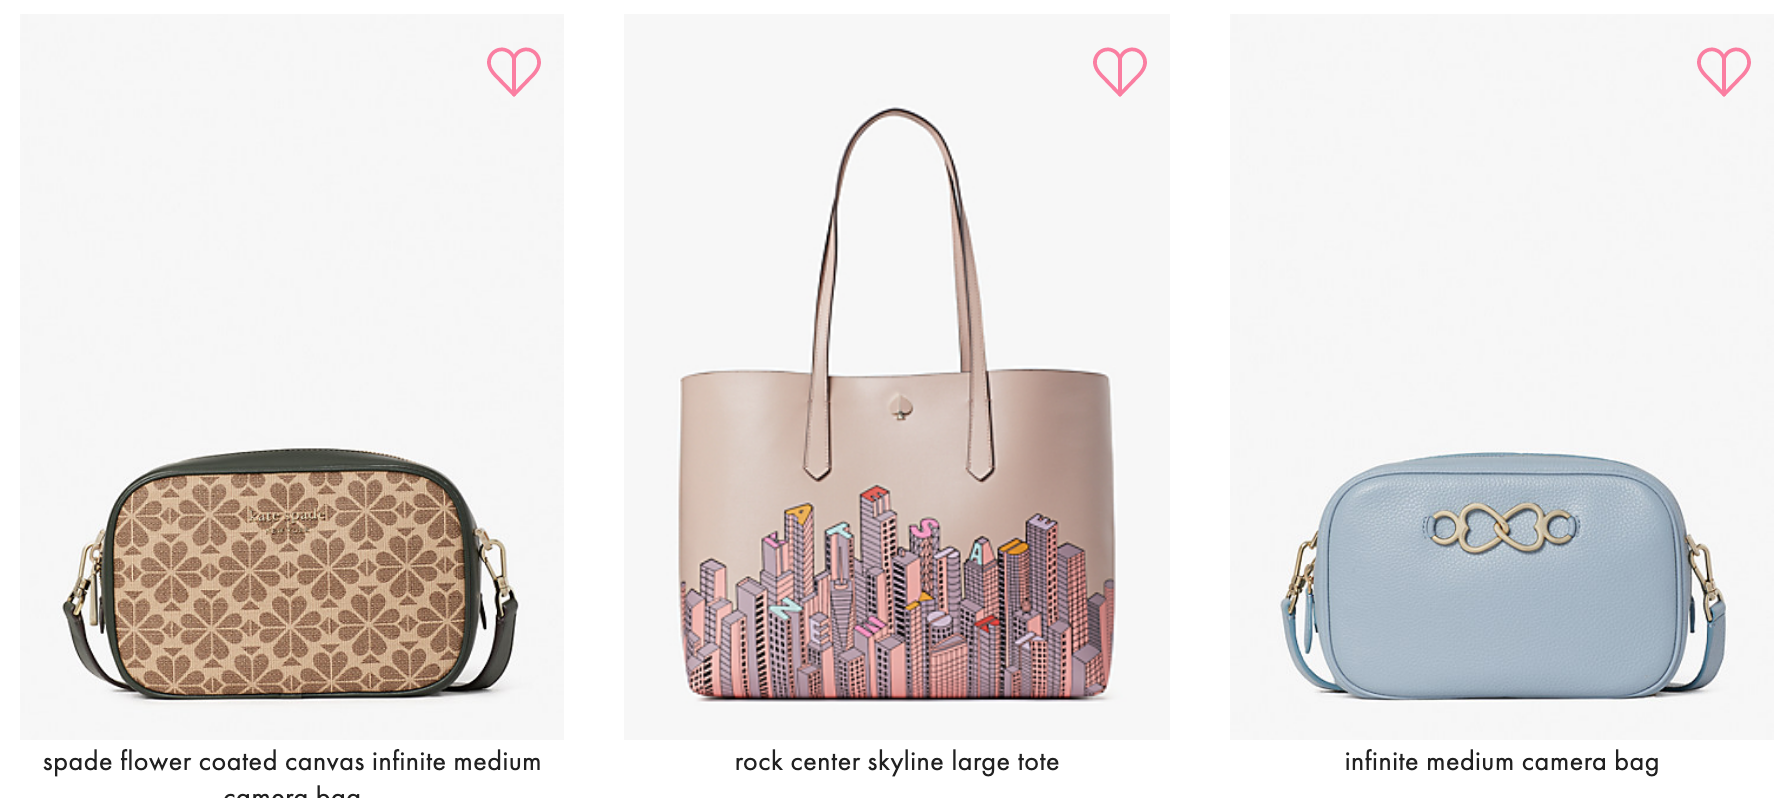 kate spade
spade flower coated canvas infinite medium
camera bag
K A T E S P A D E
N E W Y O R K
rock center skyline large tote
infinite medium camera bag